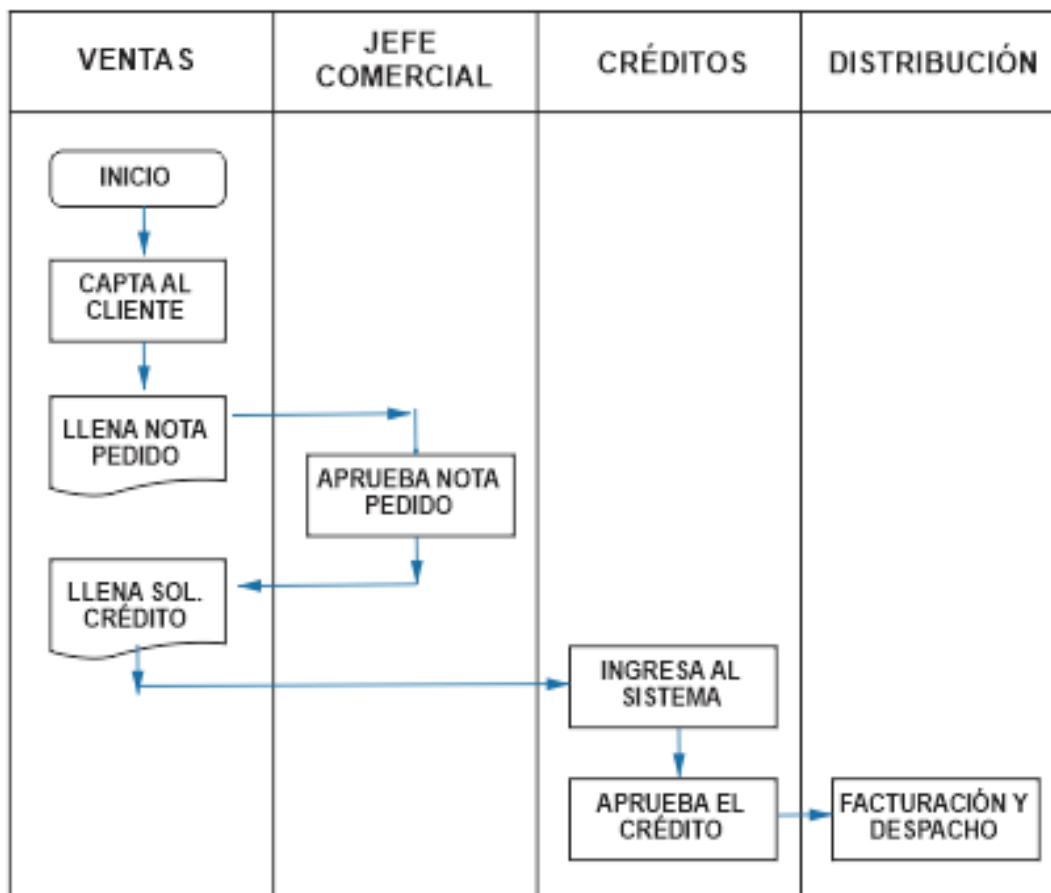 VENTAS
JEFE
COMERCIAL
CRÉDITOS
DISTRIBUCIÓN
INICIO
CAPTA AL
CLIENTE
LLENA NOTA
PEDIDO
APRUEBA NOTA
PEDIDO
LLENA SOL.
CRÉDITO
INGRESA AL
SISTEMA
APRUEBA EL
CRÉDITO
FACTURACIÓN Y
DESPACHO